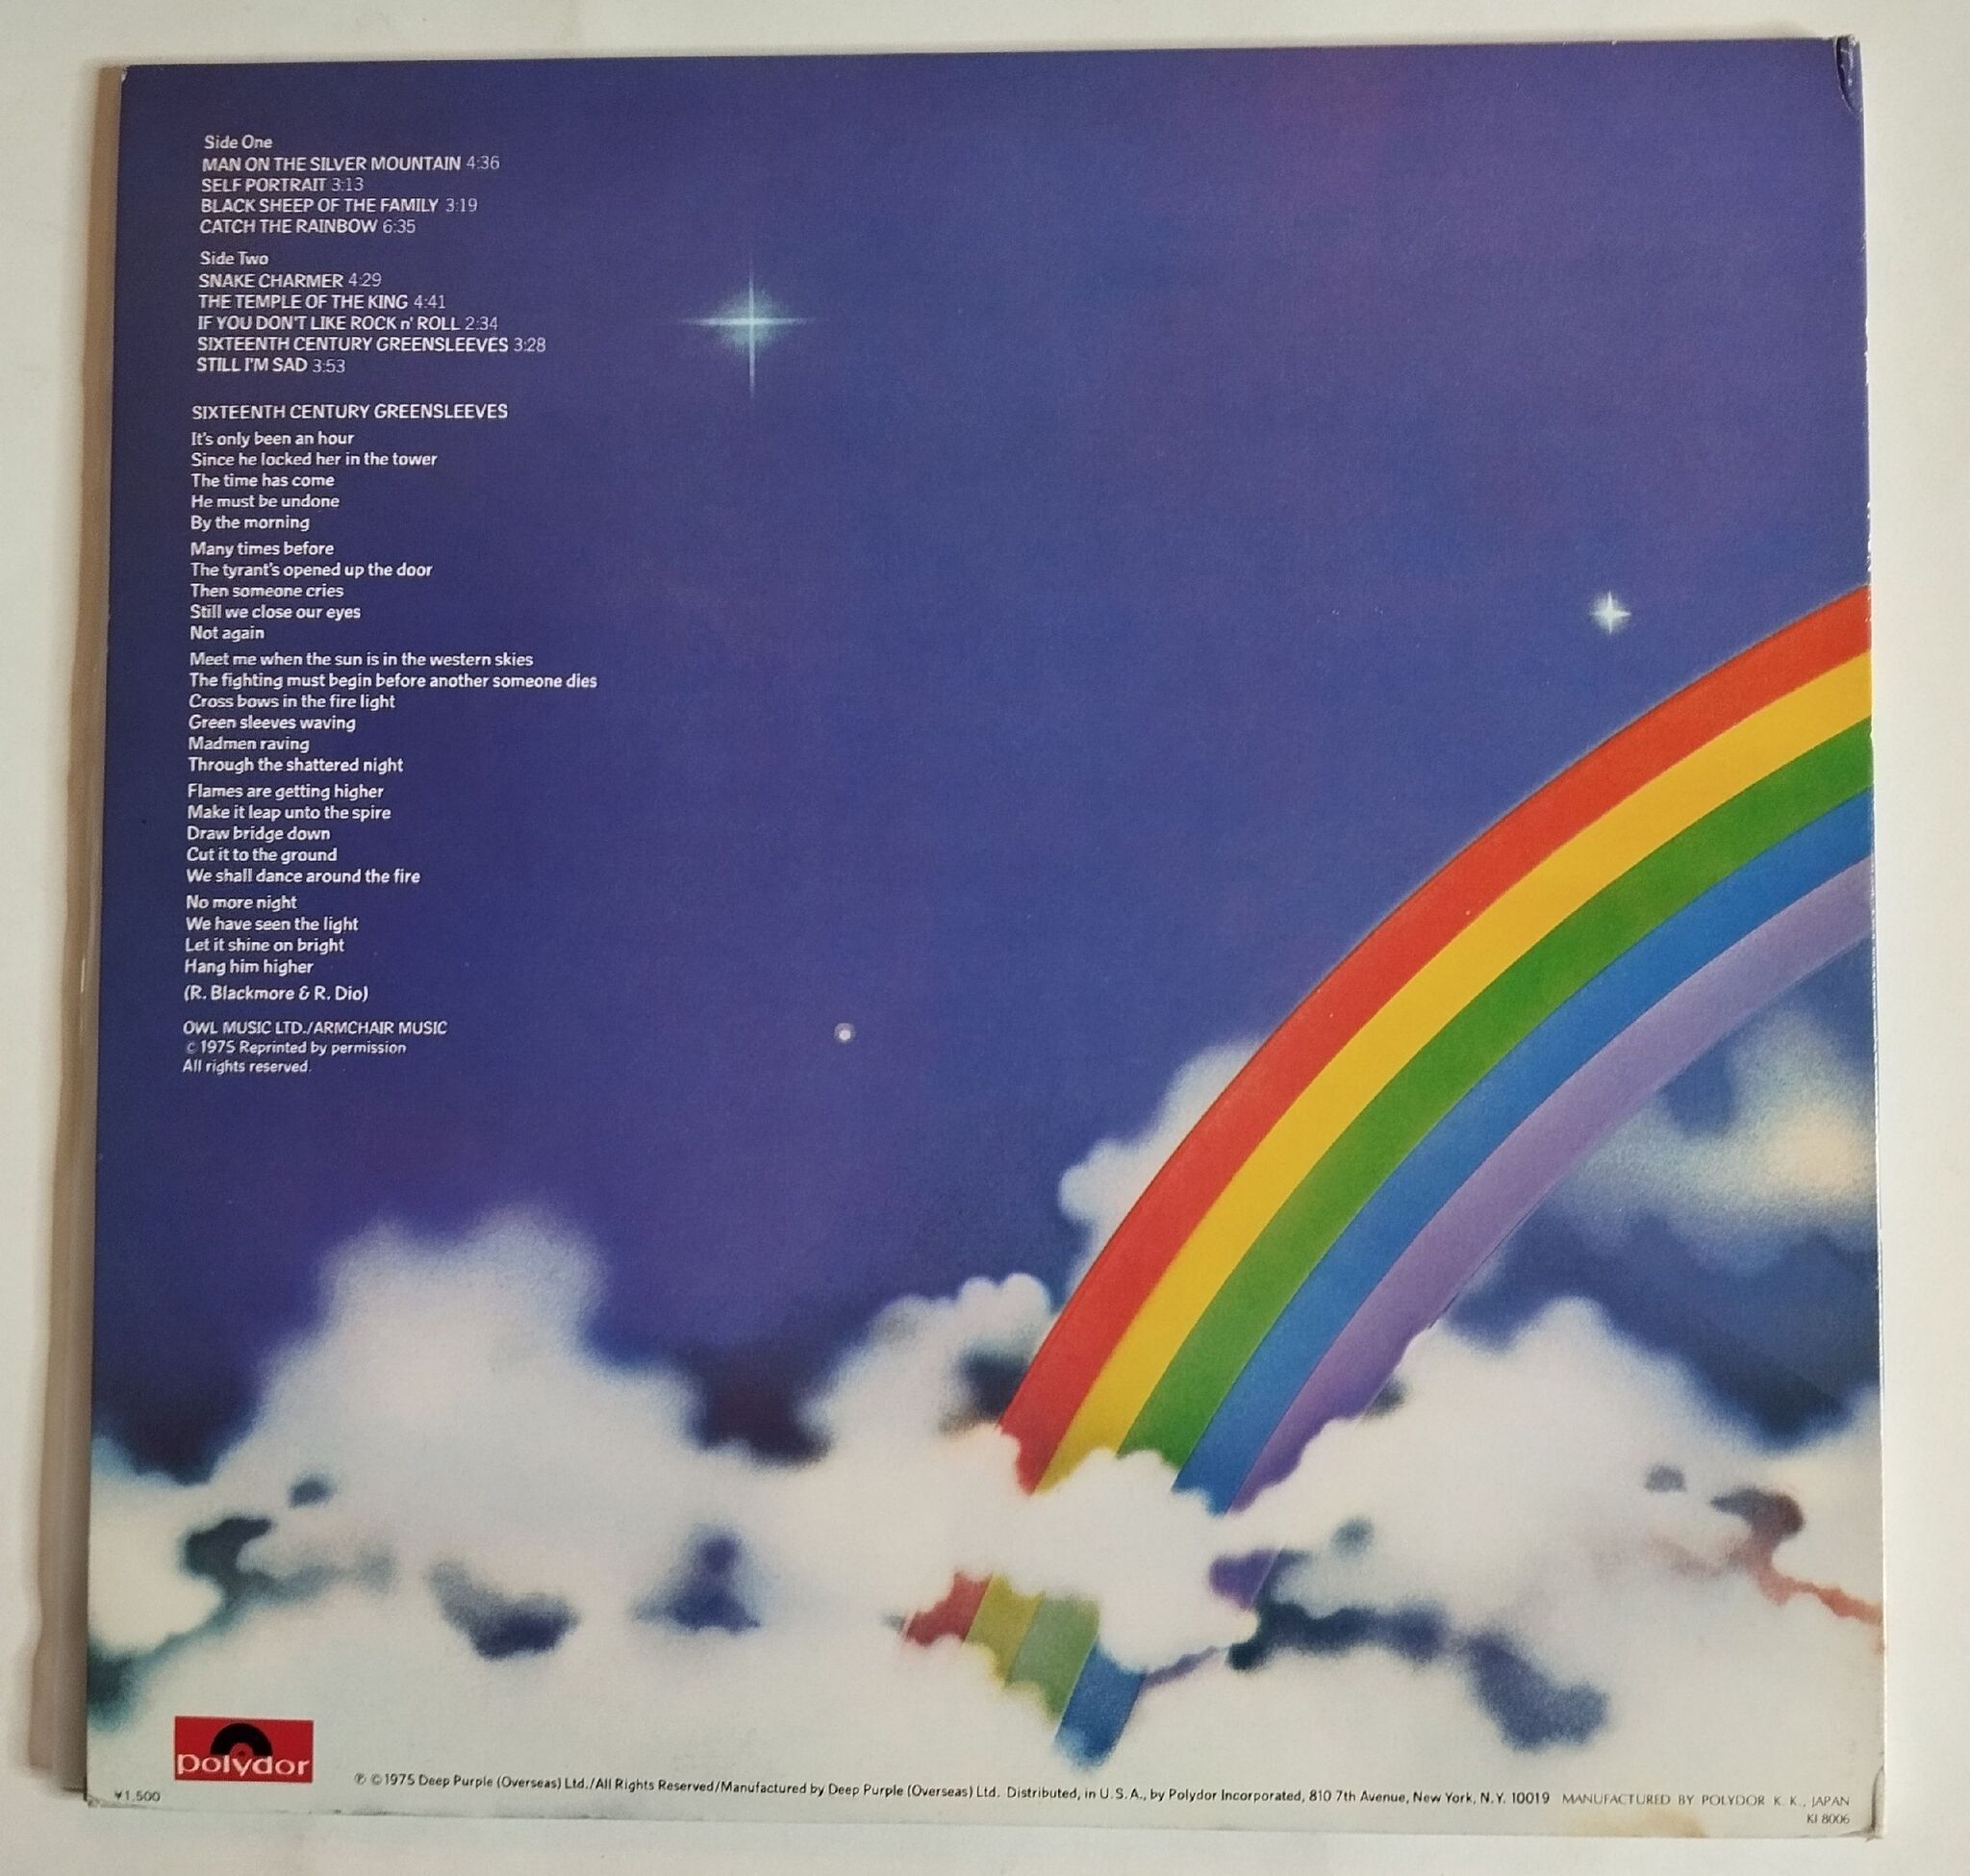 Side One
MAN ON THE SILVER MOUNTAIN 4:36
SELF PORTRAIT 3:13
BLACK SHEEP OF THE FAMILY 3:19
CATCH THE RAINBOW 6:35
Side Two
SNAKE CHARMER 4:29
THE TEMPLE OF THE KING 4:41
IF YOU DON'T LIKE ROCK n' ROLL 2:34
SIXTEENTH CENTURY GREENSLEEVES 3:28
STILL I'M SAD 3:53
SIXTEENTH CENTURY GREENSLEEVES
It's only been an hour
Since he locked her in the tower
The time has come
He must be undone
By the morning
Many times before
The tyrant's opened up the door
Then someone cries
Still we close our eyes
Not again
Meet me when the sun is in the western skies
The fighting must begin before another someone dies
Cross bows in the fire light
Green sleeves waving
Madmen raving
Through the shattered night
Flames are getting higher
Make it leap unto the spire
Draw bridge down
Cut it to the ground
We shall dance around the fire
No more night
We have seen the light
Let it shine on bright
Hang him higher
(R. Blackmore & R. Dio)
OWL MUSIC LTD./ARMCHAIR MUSIC
© 1975 Reprinted by permission
All rights reserved.
polydor
¥1,500
℗ © 1975 Deep Purple (Overseas) Ltd./All Rights Reserved/Manufactured by Deep Purple (Overseas) Ltd. Distributed, in U.S.A., by Polydor Incorporated, 810 7th Avenue, New York, N.Y. 10019 MANUFACTURED BY POLYDOR K. K., JAPAN
KI 8006